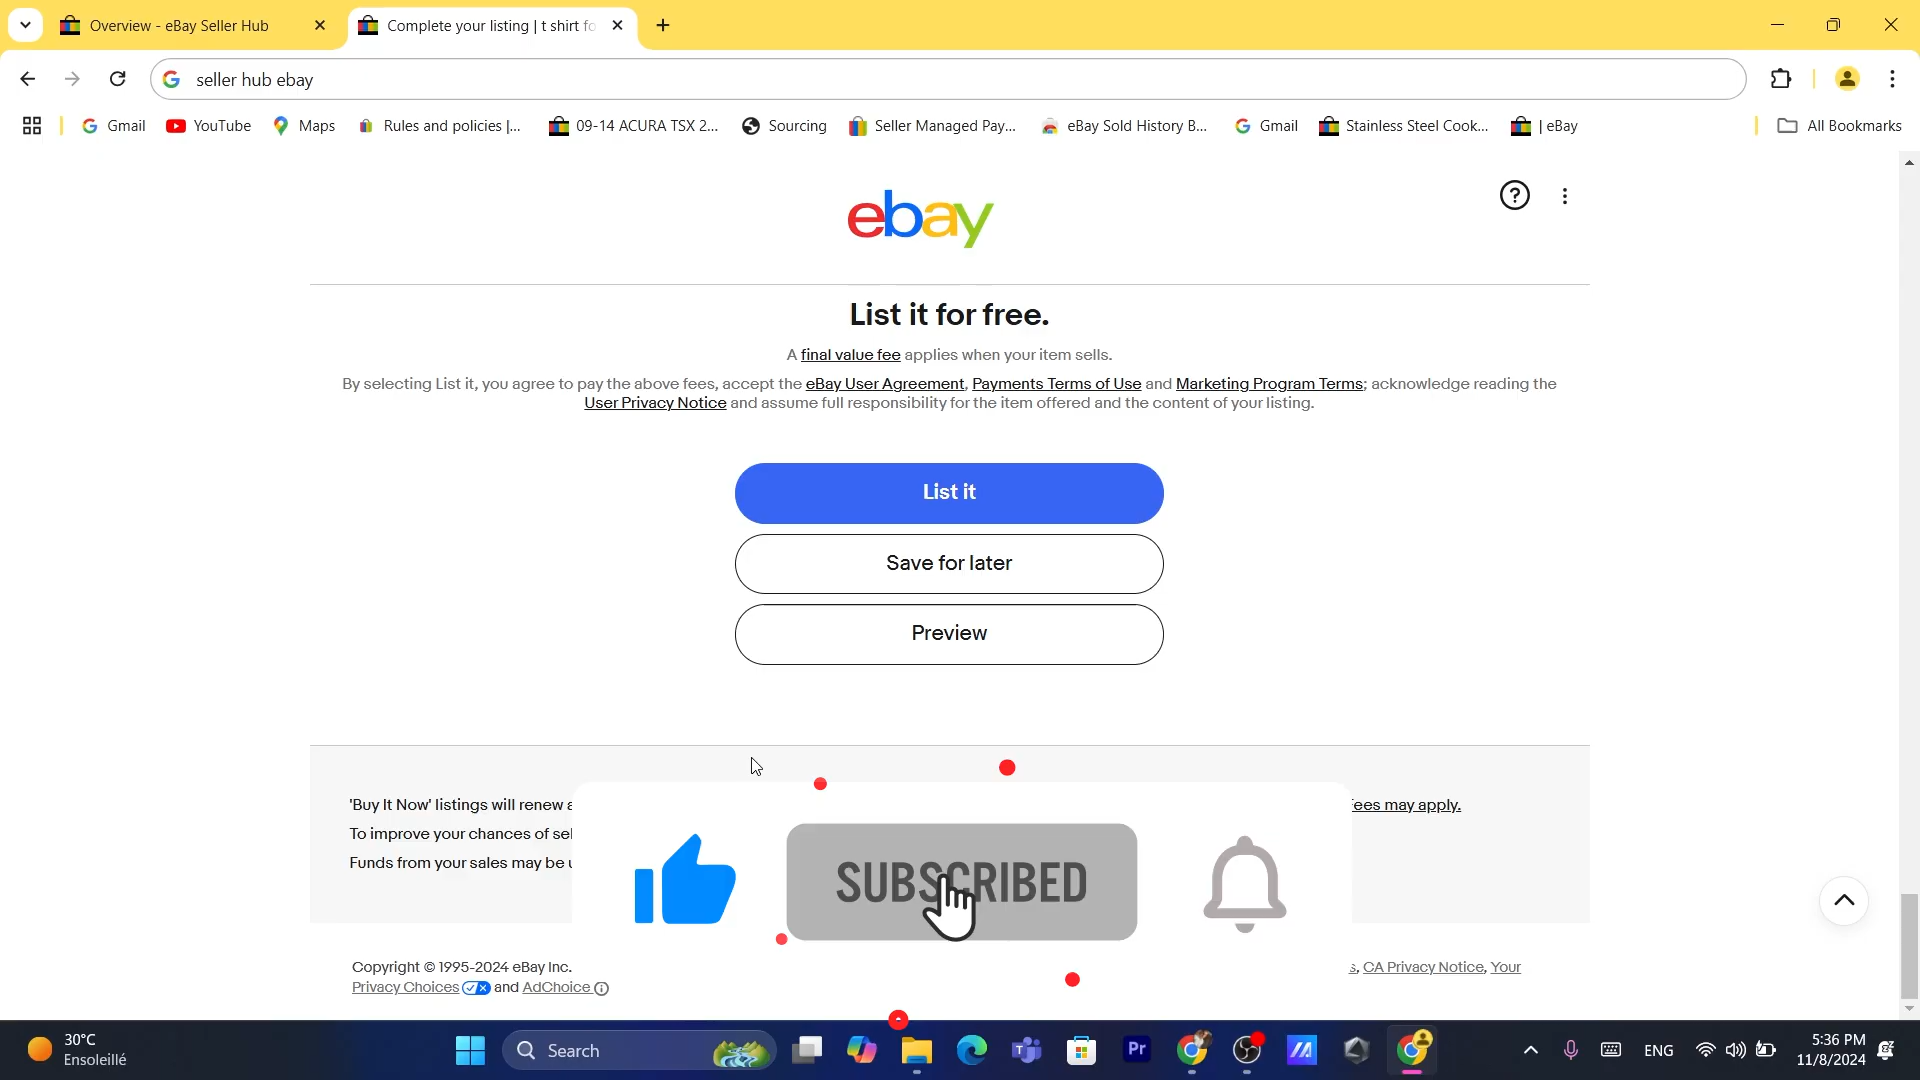 Overview - eBay Seller Hub
Complete your listing | t shirt fo
seller hub ebay
Gmail
YouTube
Maps
Rules and policies |...
09-14 ACURA TSX 2...
Sourcing
Seller Managed Pay...
eBay Sold History B...
Gmail
Stainless Steel Cook...
| eBay
All Bookmarks
ebay
List it for free.
A final value fee applies when your item sells.
By selecting List it, you agree to pay the above fees, accept the eBay User Agreement, Payments Terms of Use and Marketing Program Terms; acknowledge reading the
User Privacy Notice and assume full responsibility for the item offered and the content of your listing.
List it
Save for later
Preview
'Buy It Now' listings will renew
Fees may apply.
To improve your chances of sel
Funds from your sales may be
SUBSCRIBED
Copyright © 1995-2024 eBay Inc.
s, CA Privacy Notice, Your
Privacy Choices and AdChoice
30°C
Ensoleillé
Search
Pr
ENG
5:36 PM
11/8/2024